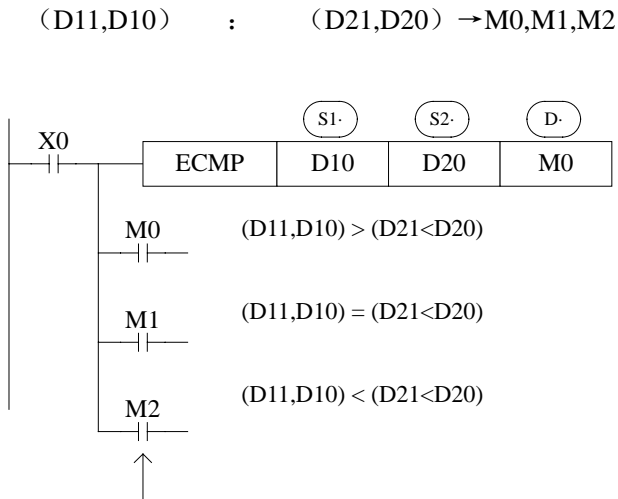 （D11,D10） ： （D21,D20）→M0,M1,M2
S1· S2· D·
X0
ECMP D10 D20 M0
M0 (D11,D10) > (D21<D20)
M1 (D11,D10) = (D21<D20)
M2 (D11,D10) < (D21<D20)